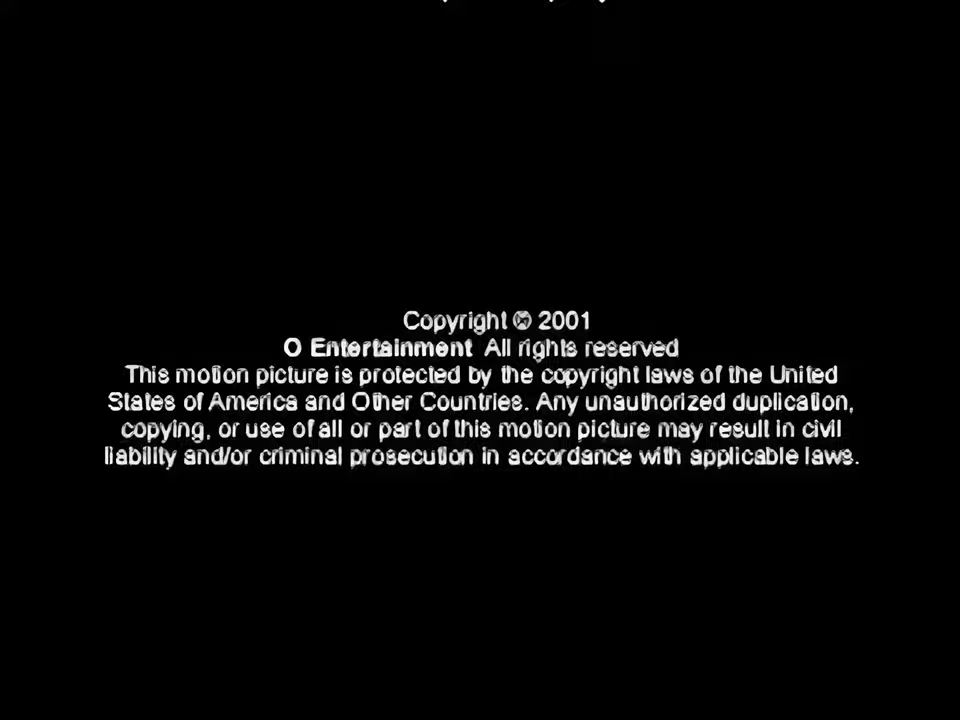 Copyright © 2001
O Entertainment All rights reserved
This motion picture is protected by the copyright laws of the United
States of America and Other Countries. Any unauthorized duplication,
copying, or use of all or part of this motion picture may result in civil
liability and/or criminal prosecution in accordance with applicable laws.